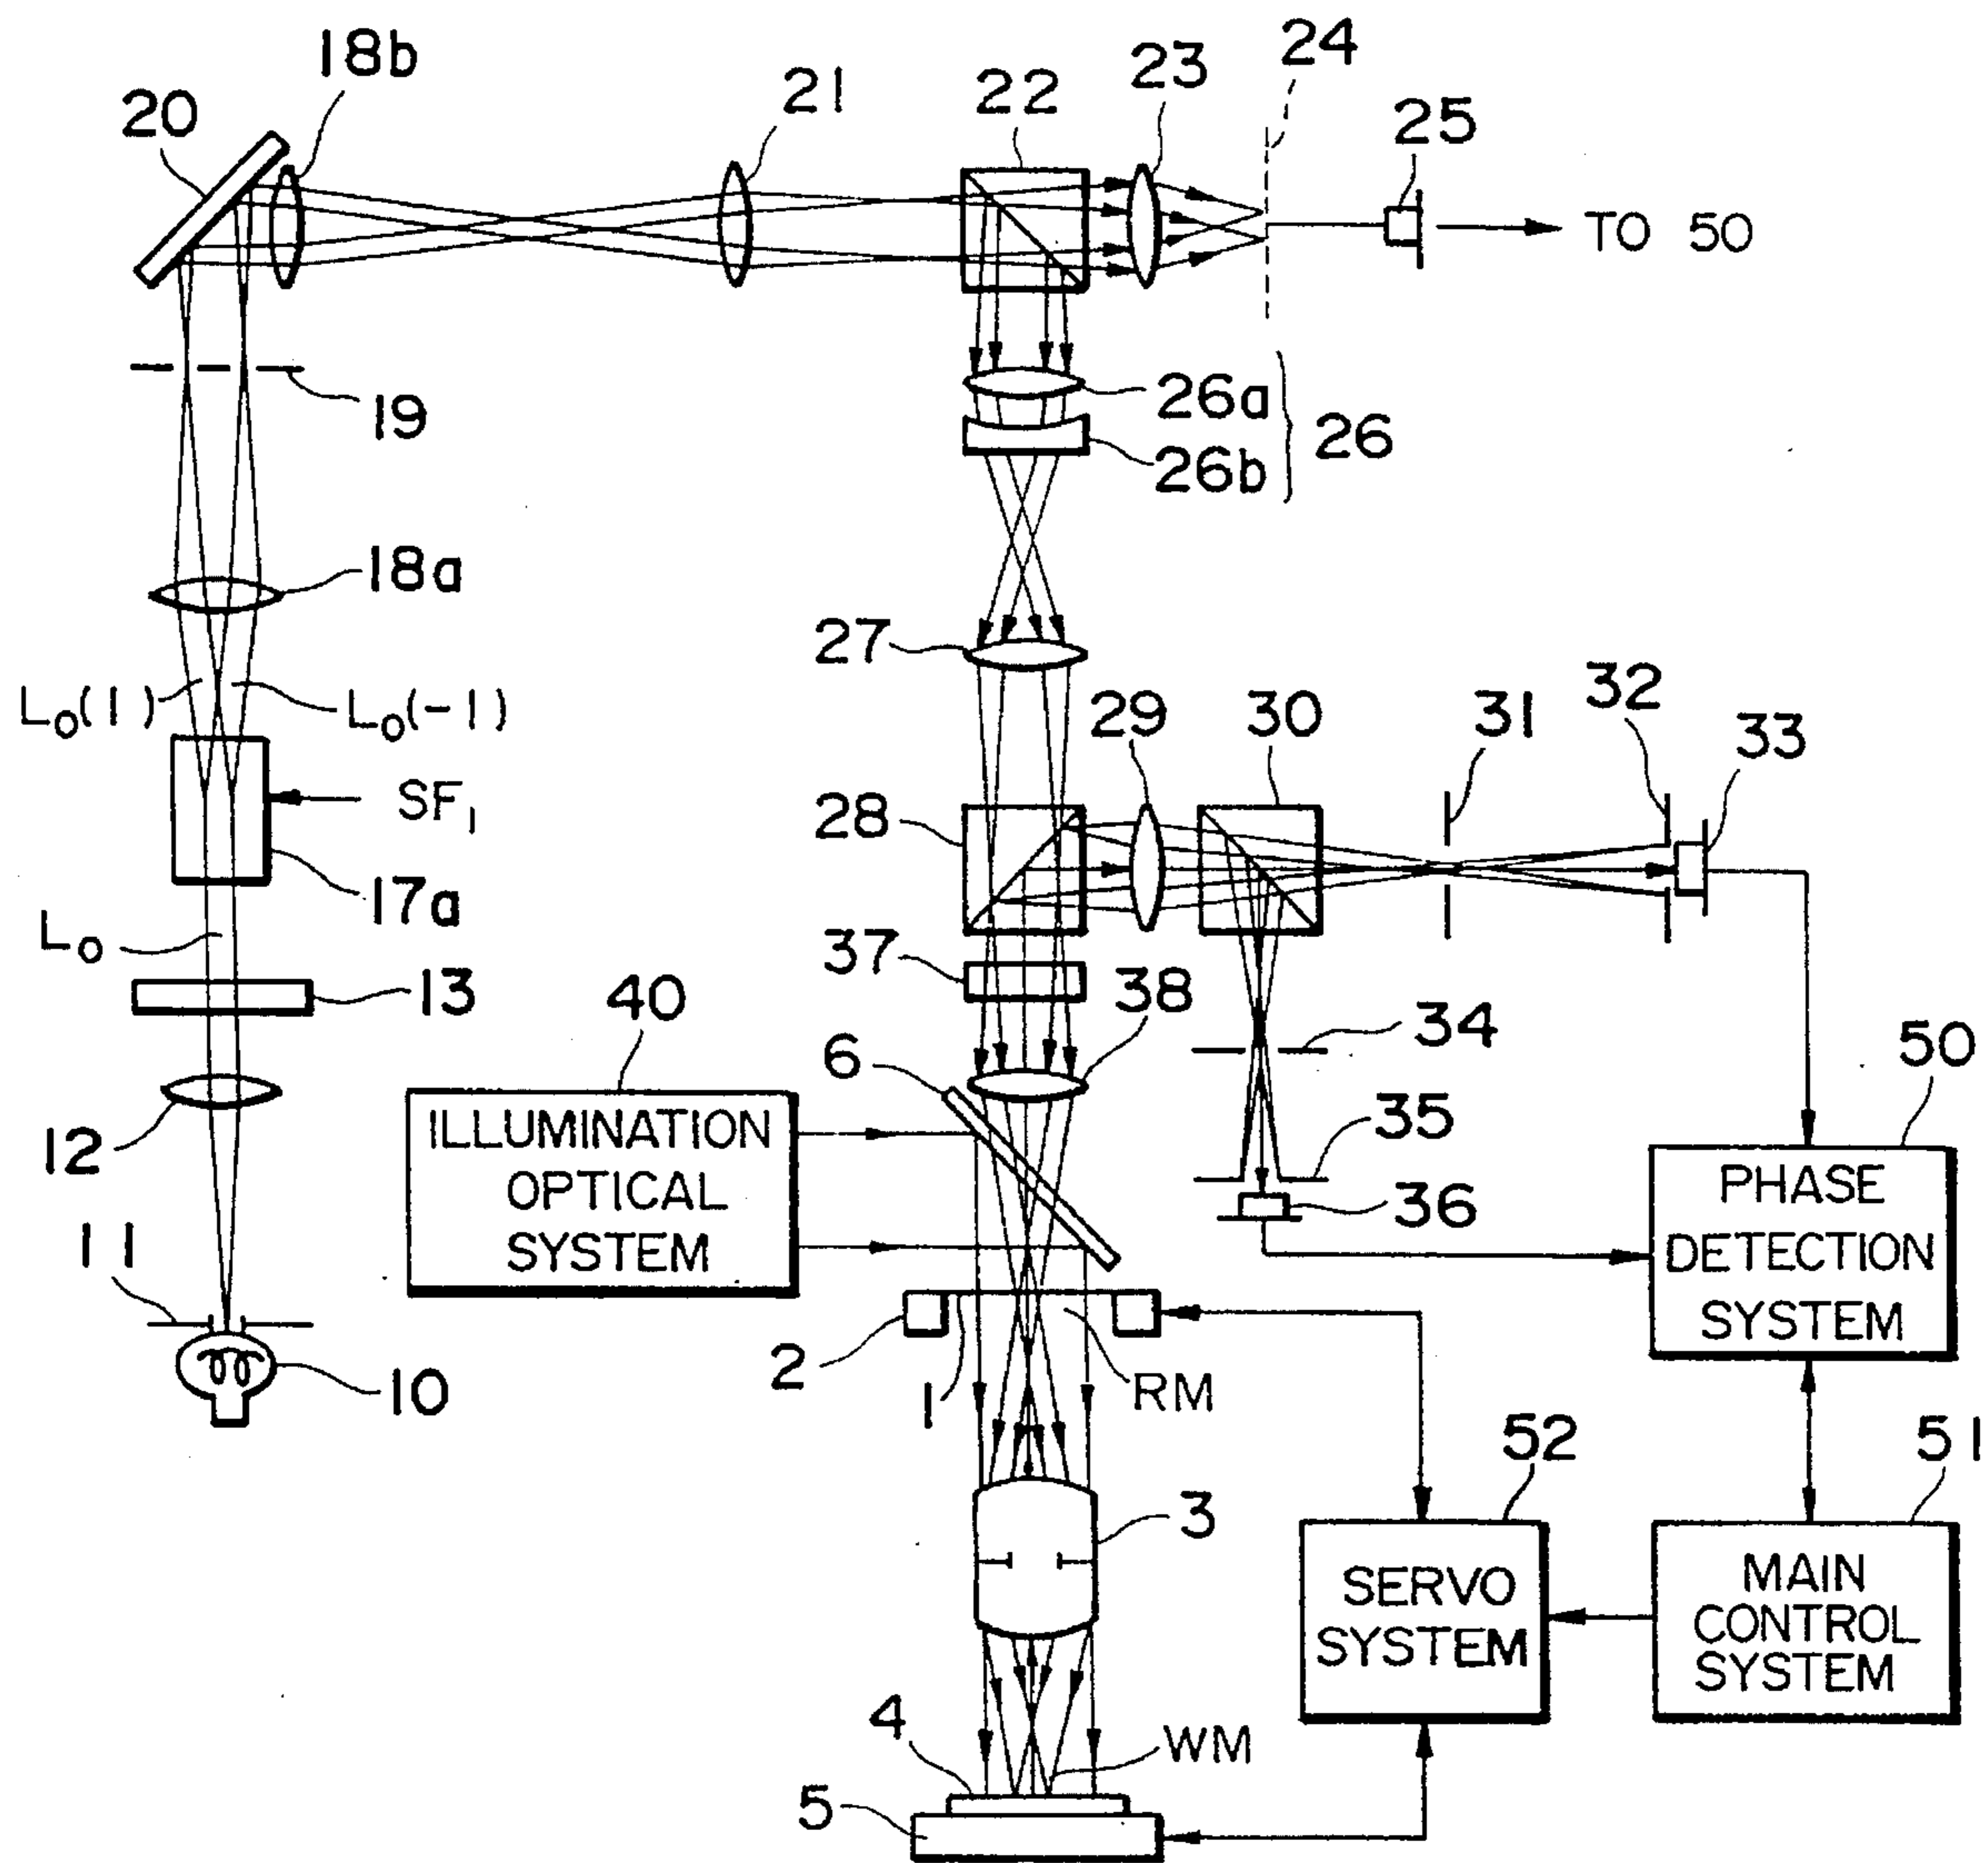 18b
20
21
22
23
24
25
TO 50
19
26a
26b
26
18a
27
L0(1)
L0(-1)
29
30
31
32
33
28
SF1
17a
L0
37
38
13
40
6
34
50
ILLUMINATION
OPTICAL
SYSTEM
35
PHASE
DETECTION
SYSTEM
12
36
11
2
1
RM
10
52
51
3
SERVO
SYSTEM
MAIN
CONTROL
SYSTEM
4
WM
5